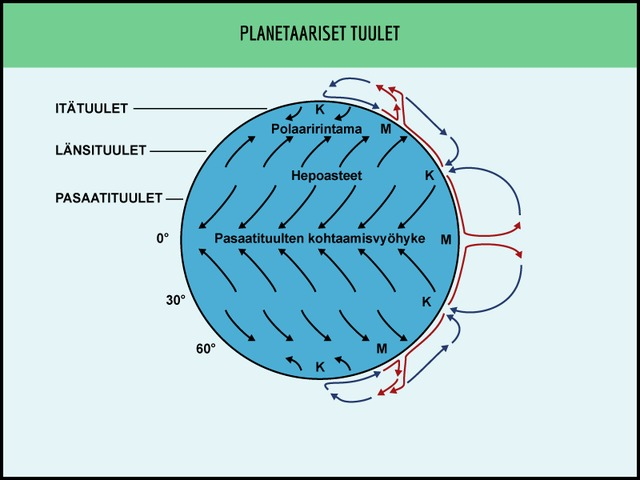 PLANETAARISET TUULET
ITÄTUULET
K
Polaaririntama
M
LÄNSITUULET
Hepoasteet
K
PASAATITUULET
0°
Pasaatituulten kohtaamisvyöhyke
M
30°
K
60°
M
K